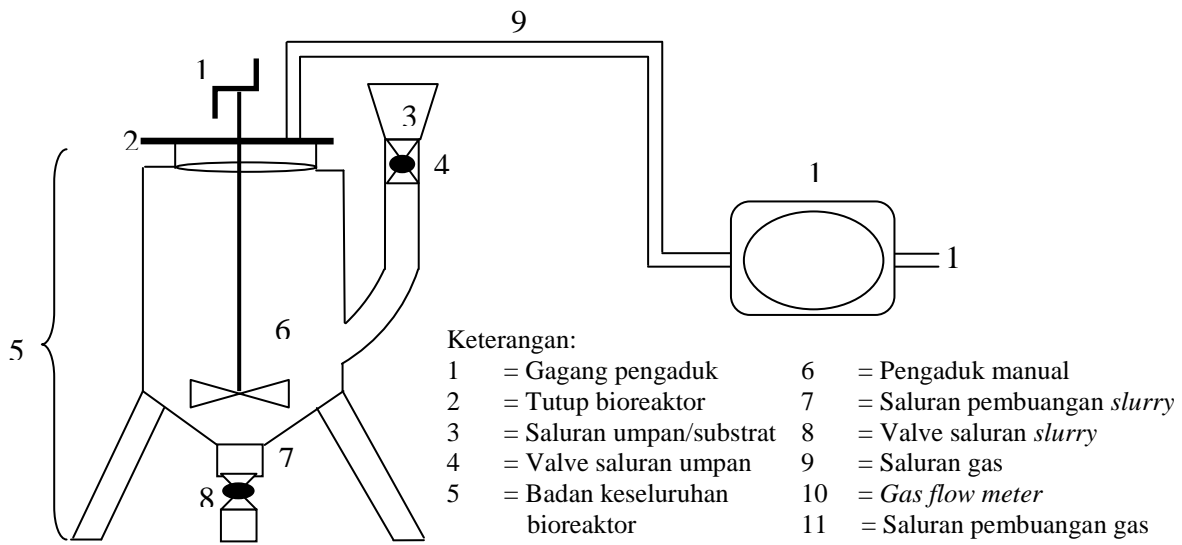 9
1
3
2
4
1
1
6
5
7
8
Keterangan:
1 = Gagang pengaduk
2 = Tutup bioreaktor
3 = Saluran umpan/substrat
4 = Valve saluran umpan
5 = Badan keseluruhan
bioreaktor
6 = Pengaduk manual
7 = Saluran pembuangan slurry
8 = Valve saluran slurry
9 = Saluran gas
10 = Gas flow meter
11 = Saluran pembuangan gas